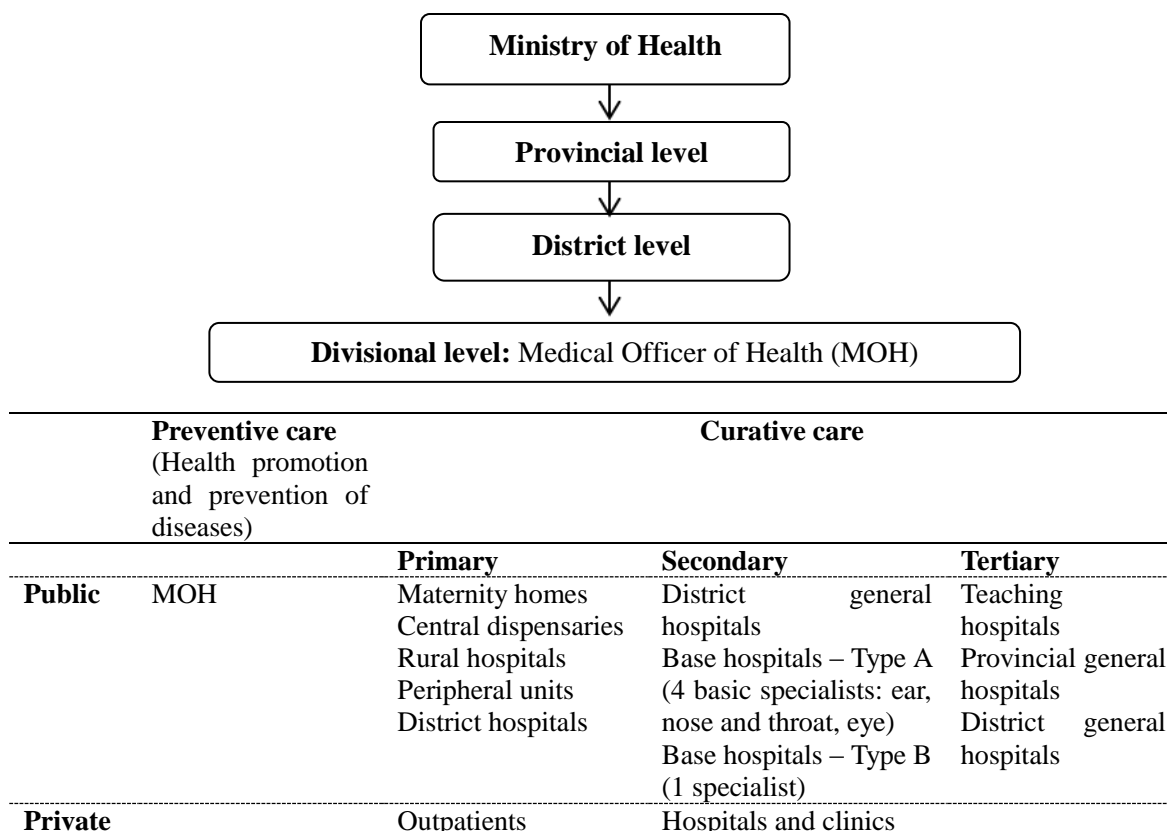 Ministry of Health
Provincial level
District level
Divisional level: Medical Officer of Health (MOH)
Preventive care
(Health promotion
and prevention of
diseases)
Curative care
Primary
Secondary
Tertiary
Public
MOH
Maternity homes
Central dispensaries
Rural hospitals
Peripheral units
District hospitals
District general
hospitals
Base hospitals – Type A
(4 basic specialists: ear,
nose and throat, eye)
Base hospitals – Type B
(1 specialist)
Teaching
hospitals
Provincial general
hospitals
District general
hospitals
Private
Outpatients
Hospitals and clinics